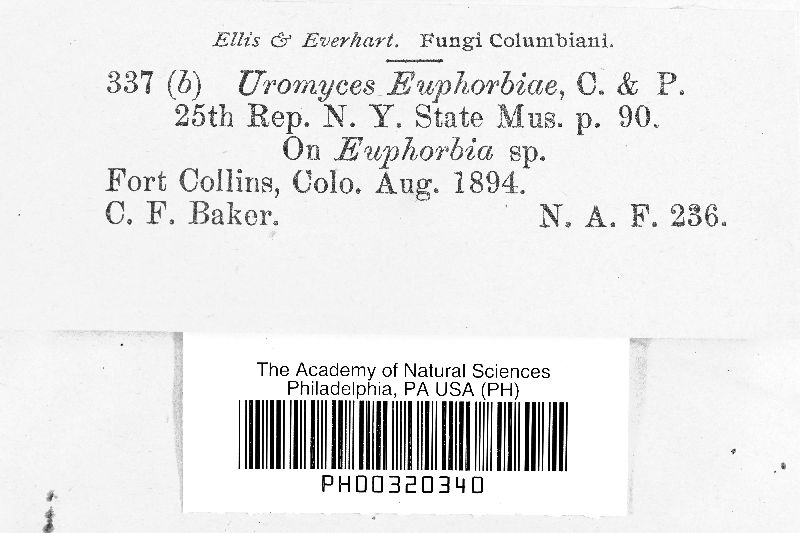 Ellis & Everhart. Fungi Columbiani.
337 (b) Uromyces Euphorbiae, C. & P.
25th Rep. N. Y. State Mus. p. 90.
On Euphorbia sp.
Fort Collins, Colo. Aug. 1894.
C. F. Baker. N. A. F. 236.
The Academy of Natural Sciences
Philadelphia, PA USA (PH)
PH00320340